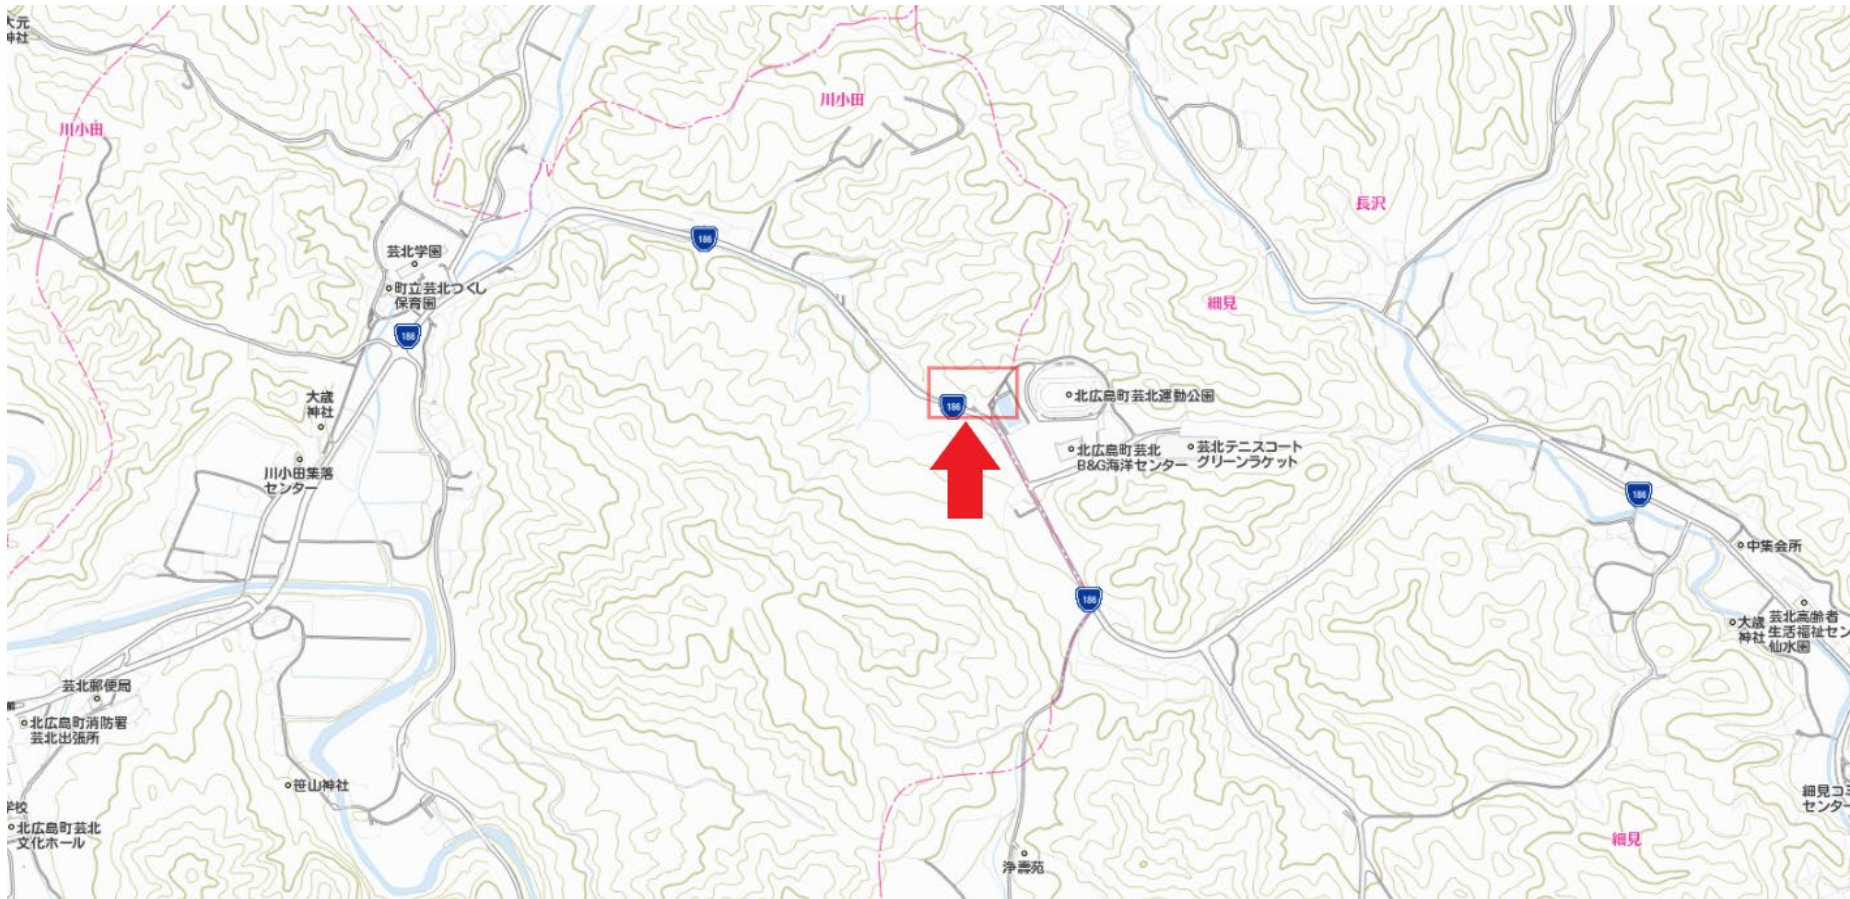 大元
神社
川小田
川小田
186
長沢
芸北学園
町立芸北つくし
保育園
細見
186
大歳
神社
186
北広島町芸北運動公園
川小田集落
センター
北広島町芸北
B&G海洋センター
芸北テニスコート
グリーンラケット
186
中集会所
186
大歳
神社
芸北高齢者
生活福祉セン
仙水園
芸北郵便局
北広島町消防署
芸北出張所
笹山神社
学校
北広島町芸北
文化ホール
細見コミ
センター
細見
浄壽苑